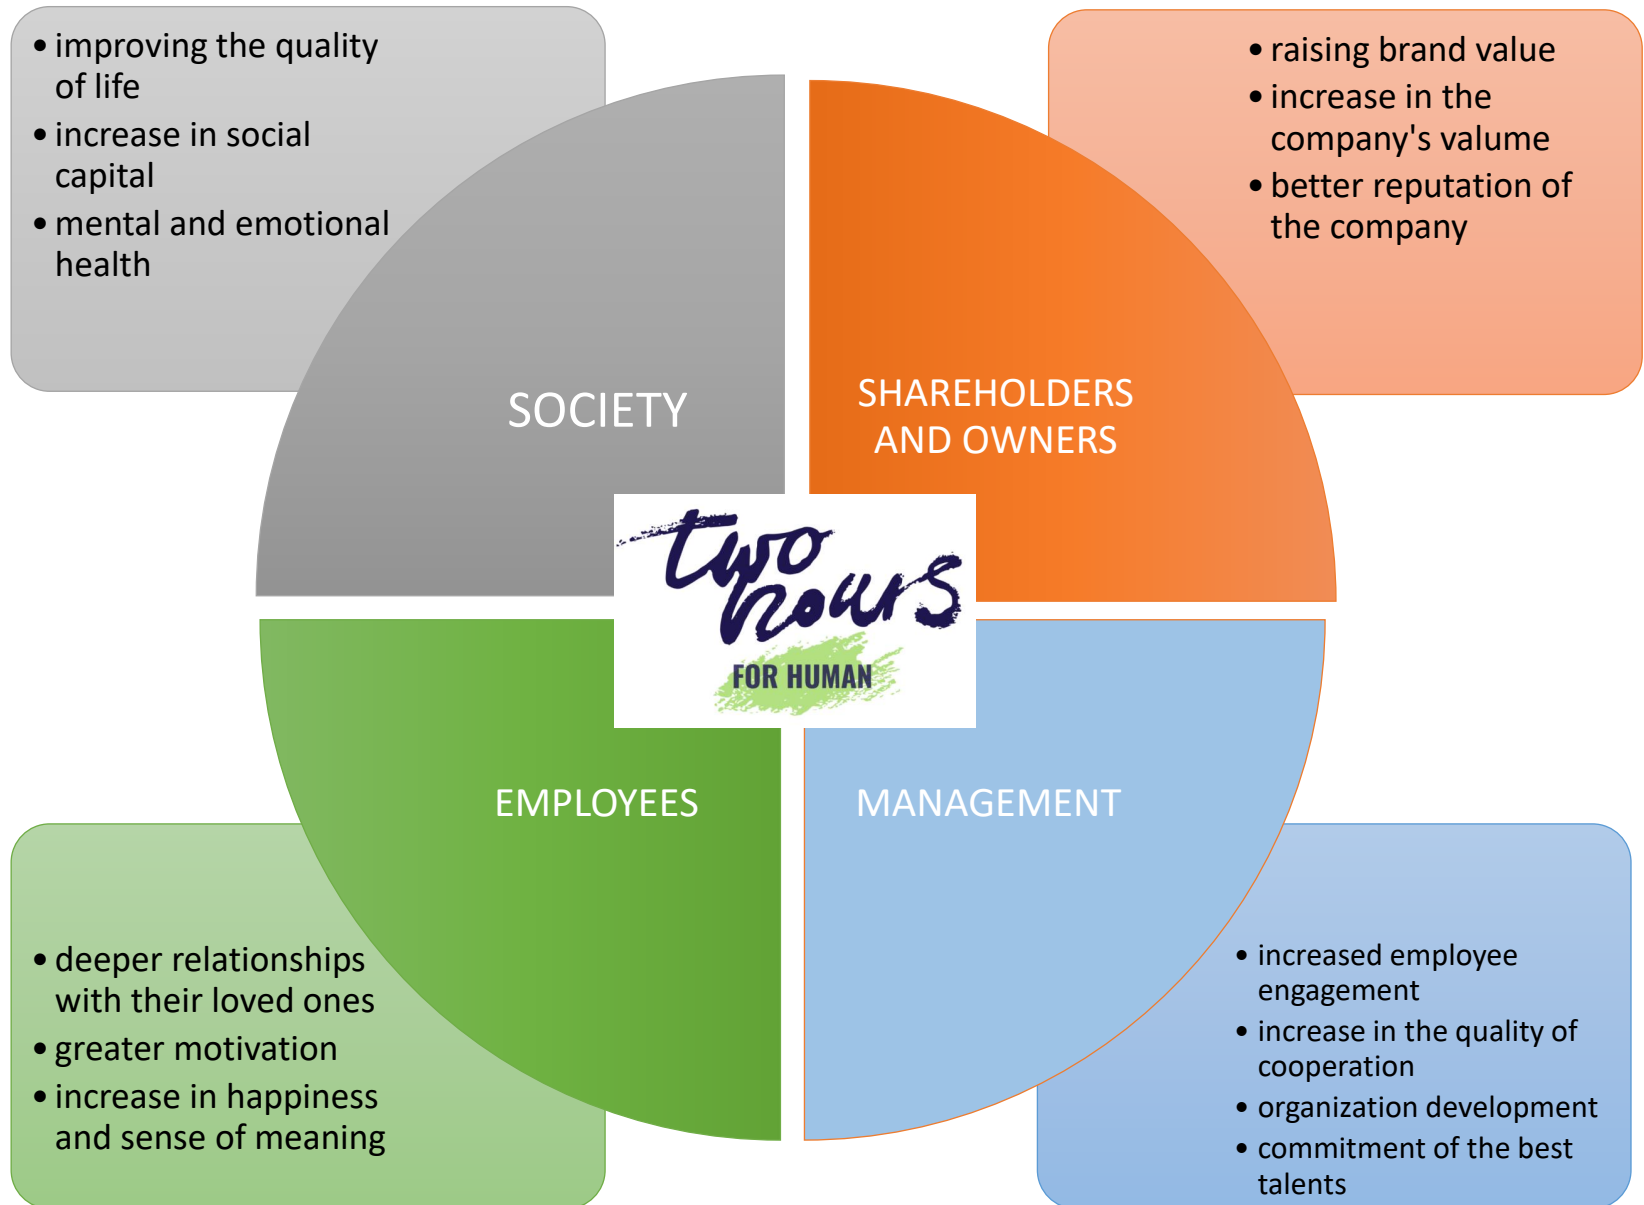 • improving the quality
of life
• increase in social
capital
• mental and emotional
health
• raising brand value
• increase in the
company's valume
• better reputation of
the company
SOCIETY
SHAREHOLDERS
AND OWNERS
two
hours
FOR HUMAN
EMPLOYEES
MANAGEMENT
• deeper relationships
with their loved ones
• greater motivation
• increase in happiness
and sense of meaning
• increased employee
engagement
• increase in the quality of
cooperation
• organization development
• commitment of the best
talents